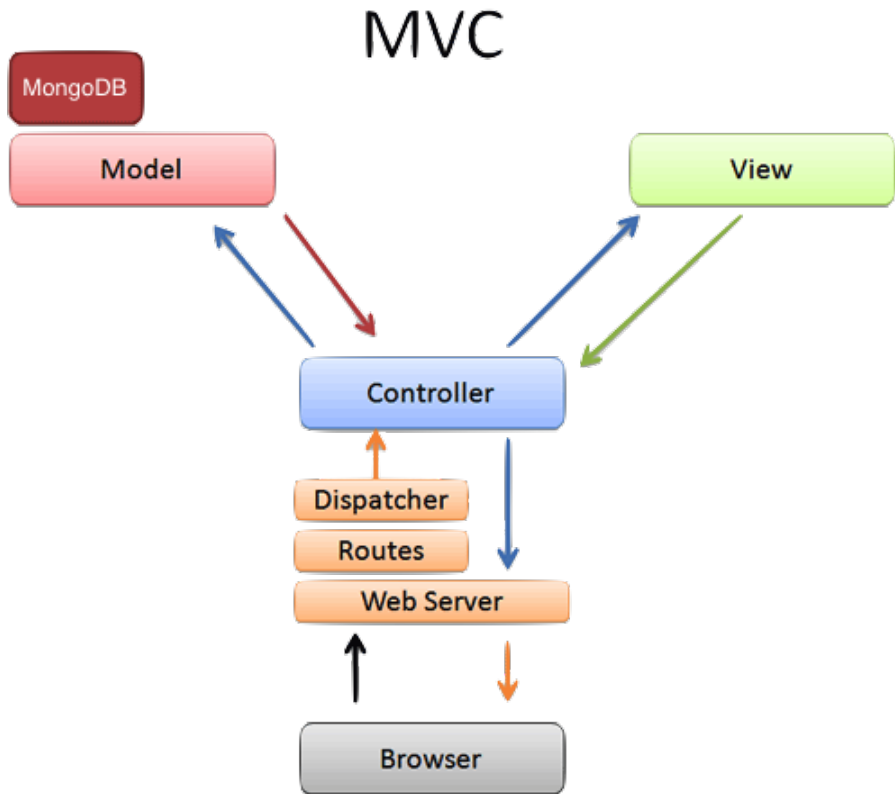 MVC
MongoDB
Model
View
Controller
Dispatcher
Routes
Web Server
Browser